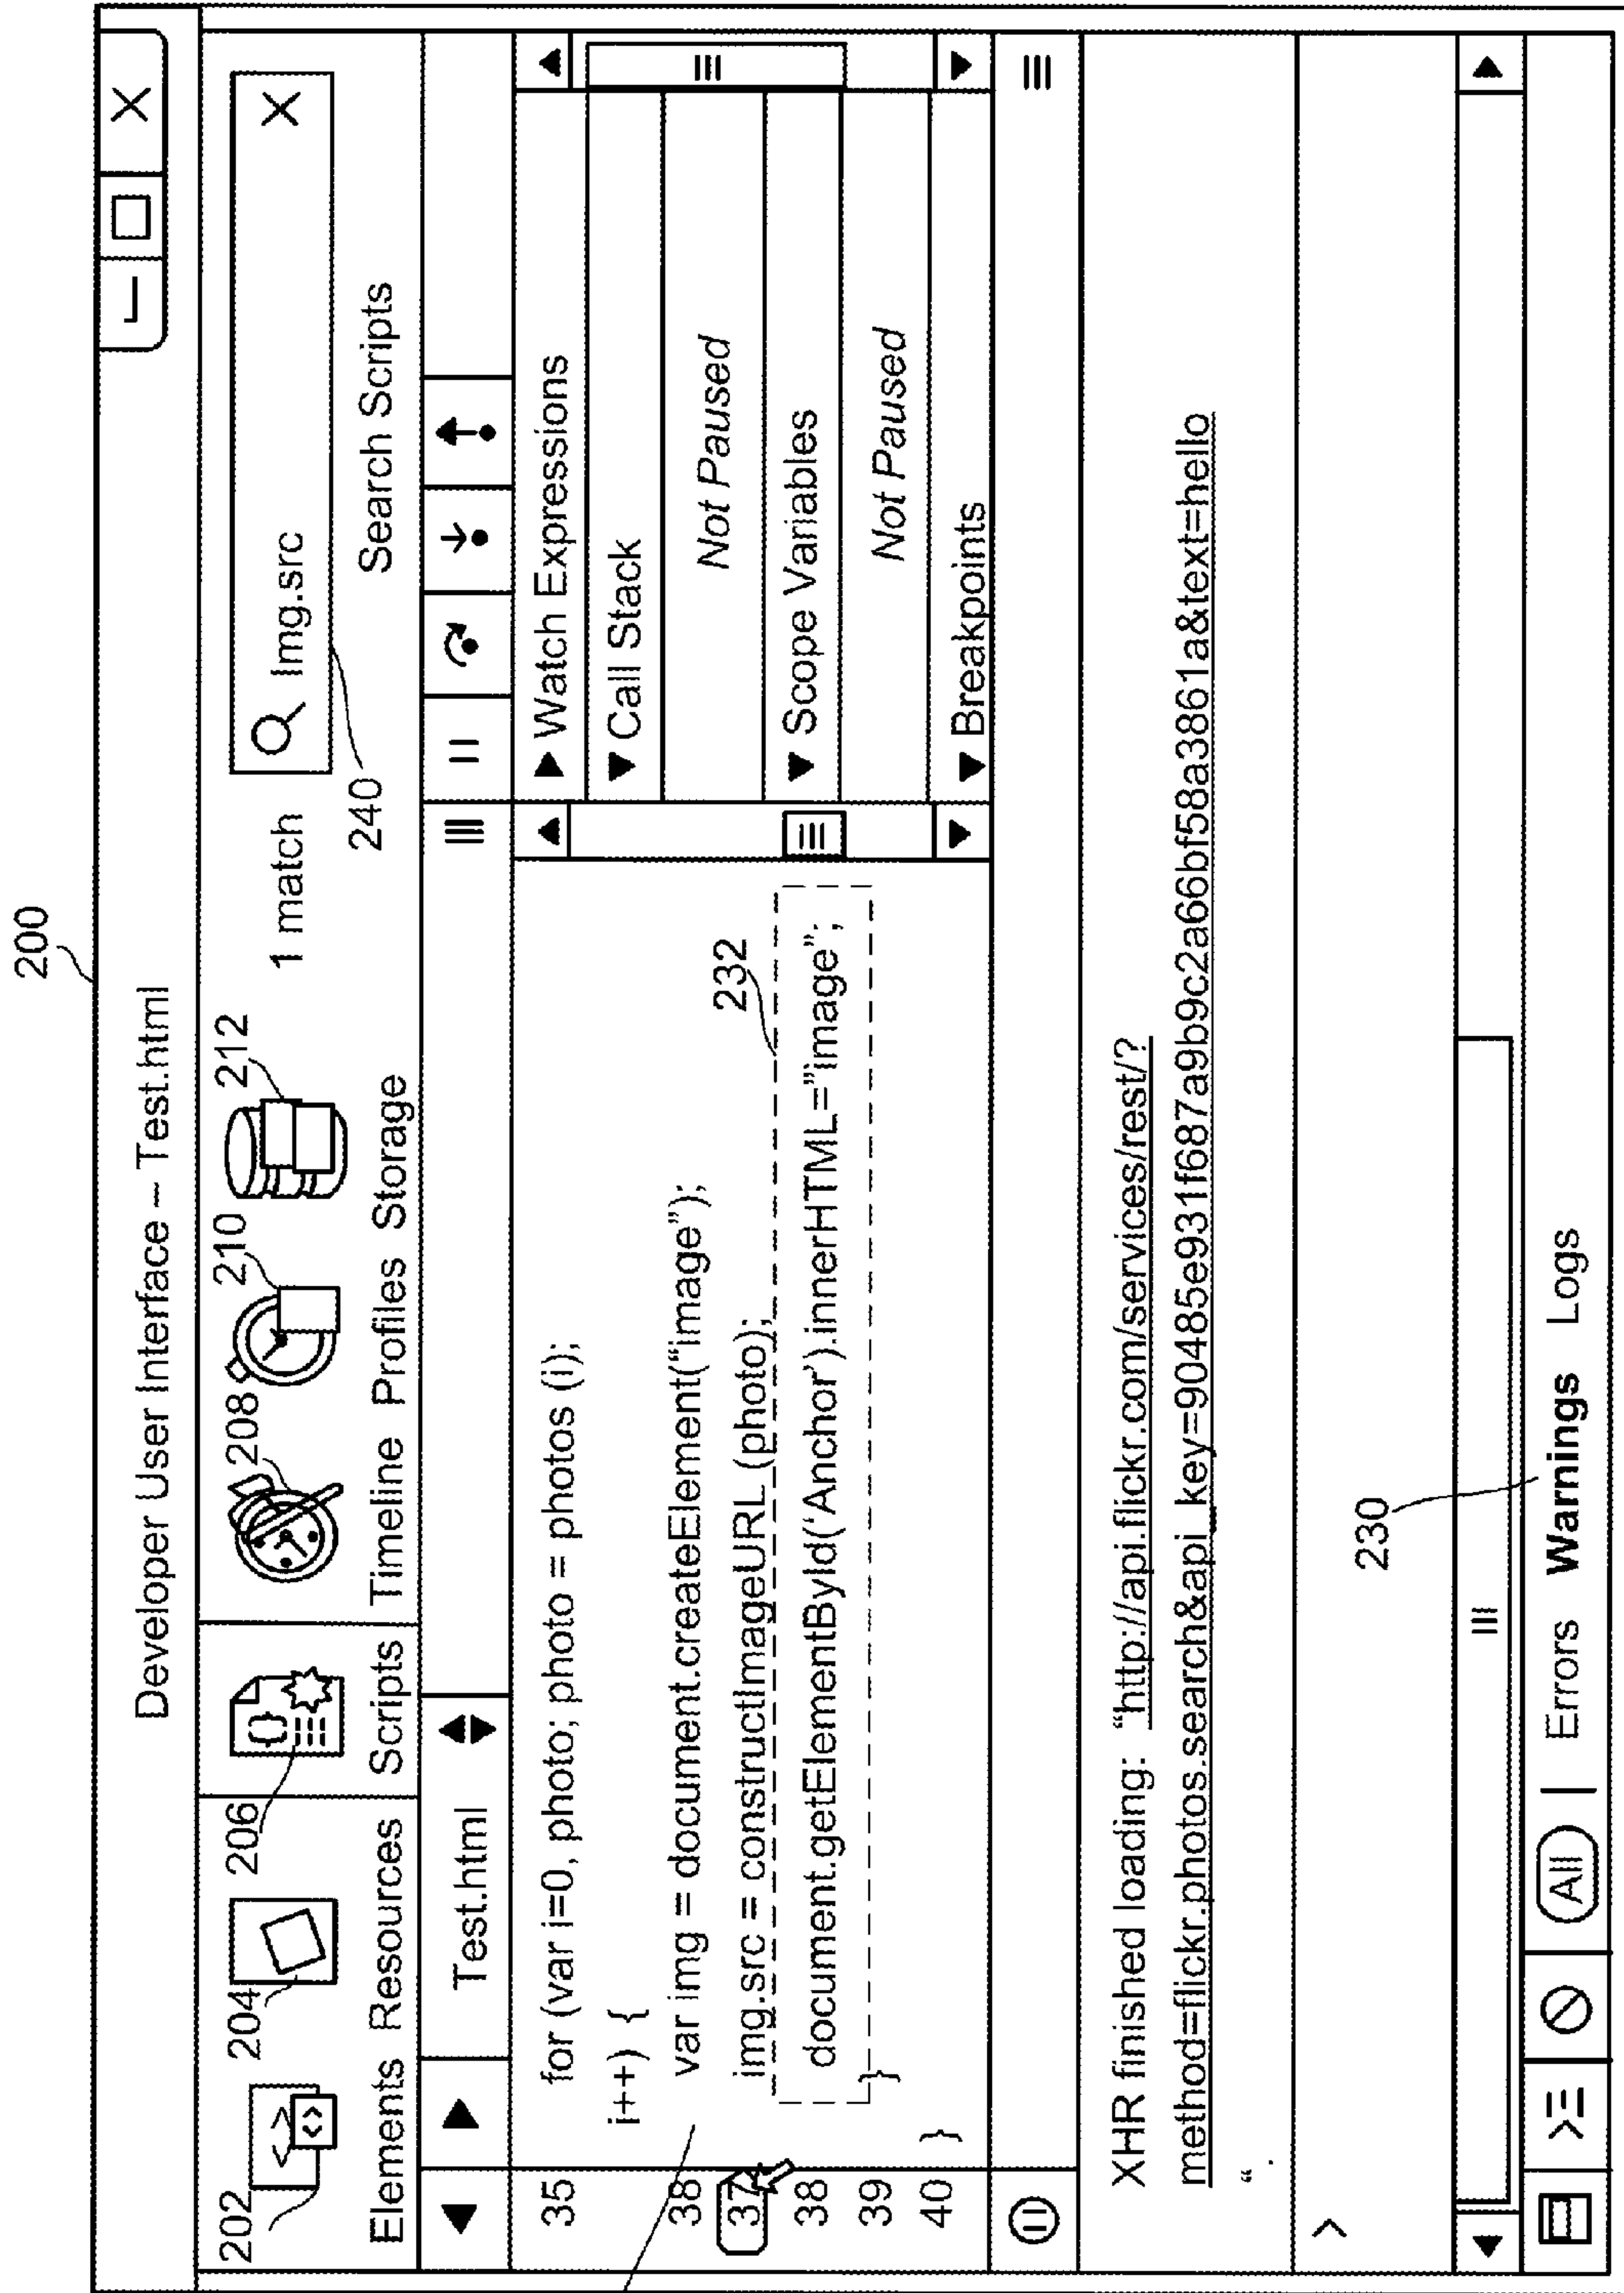 200
Developer User Interface – Test.html
202
204
206
208
210
212
1 match
Img.src
240
Elements
Resources
Scripts
Timeline
Profiles
Storage
Search Scripts
Test.html
35 for (var i=0, photo; photo = photos (i);
i++) {
38 var img = document.createElement("image");
37 img.src = constructImageURL (photo);
38 document.getElementById('Anchor').innerHTML="image";
39 }
40 }
232
Watch Expressions
Call Stack
Not Paused
Scope Variables
Not Paused
Breakpoints
XHR finished loading: "http://api.flickr.com/services/rest/?
method=flickr.photos.search&api_key=90485e931f687a9b9c2a66bf58a3861a&text=hello
".
>
230
>=
All | Errors Warnings Logs